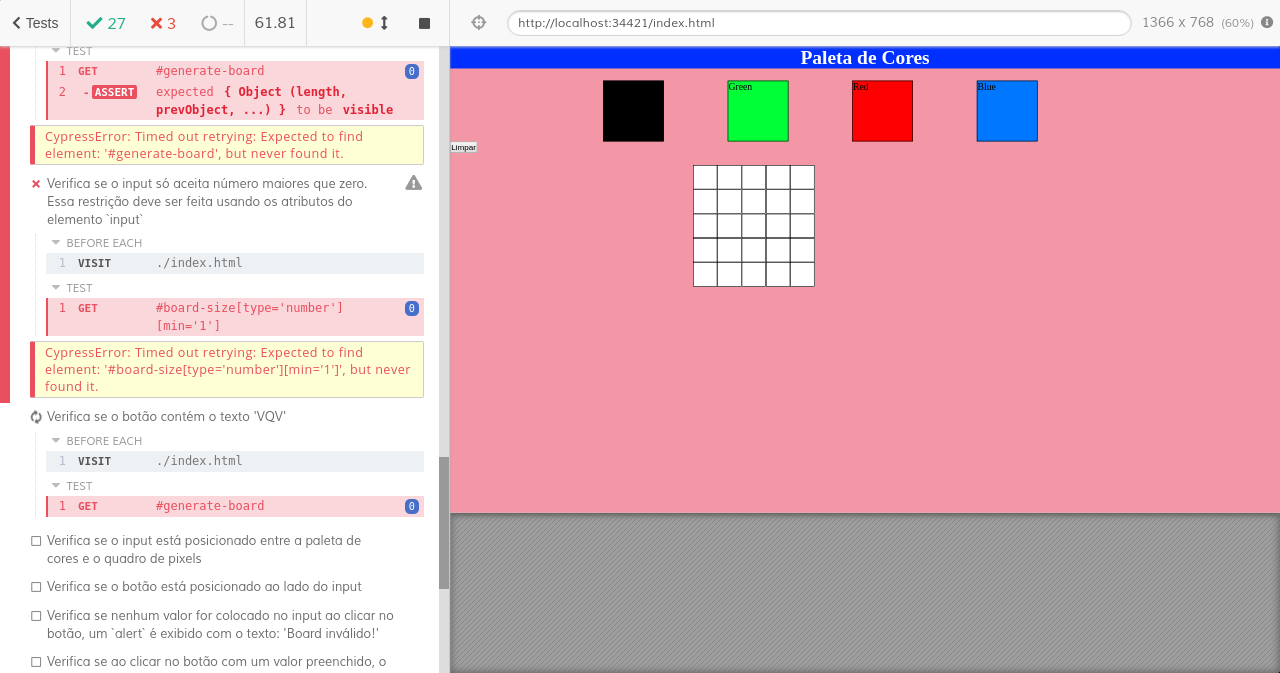 Tests
27
3
--
61.81
http://localhost:34421/index.html
1366 x 768 (60%)
TEST
1 GET #generate-board 0
2 -ASSERT expected { Object (length,
prevObject, ...) } to be visible
CypressError: Timed out retrying: Expected to find
element: '#generate-board', but never found it.
Verifica se o input só aceita número maiores que zero.
Essa restrição deve ser feita usando os atributos do
elemento `input`
BEFORE EACH
1 VISIT ./index.html
TEST
1 GET #board-size[type='number'] 0
[min='1']
CypressError: Timed out retrying: Expected to find
element: '#board-size[type='number'][min='1']', but never
found it.
Verifica se o botão contém o texto 'VQV'
BEFORE EACH
1 VISIT ./index.html
TEST
1 GET #generate-board 0
Verifica se o input está posicionado entre a paleta de
cores e o quadro de pixels
Verifica se o botão está posicionado ao lado do input
Verifica se nenhum valor for colocado no input ao clicar no
botão, um `alert` é exibido com o texto: 'Board inválido!'
Verifica se ao clicar no botão com um valor preenchido, o
Paleta de Cores
Green
Red
Blue
Limpar